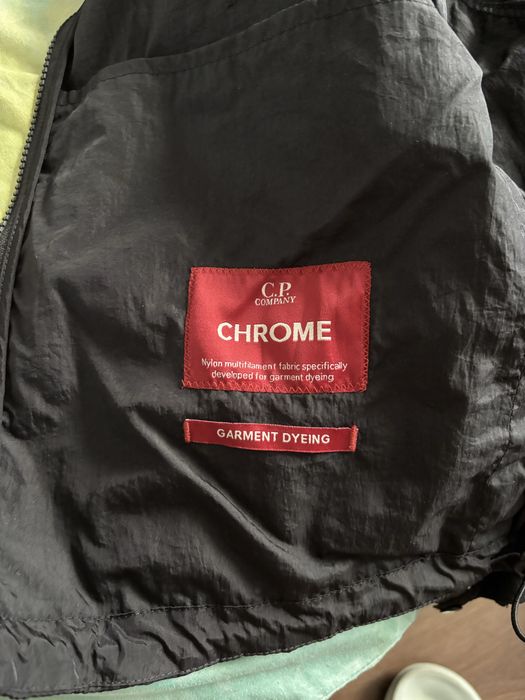 C.P.
COMPANY
CHROME
Nylon multifilament fabric specifically
developed for garment dyeing
GARMENT DYEING